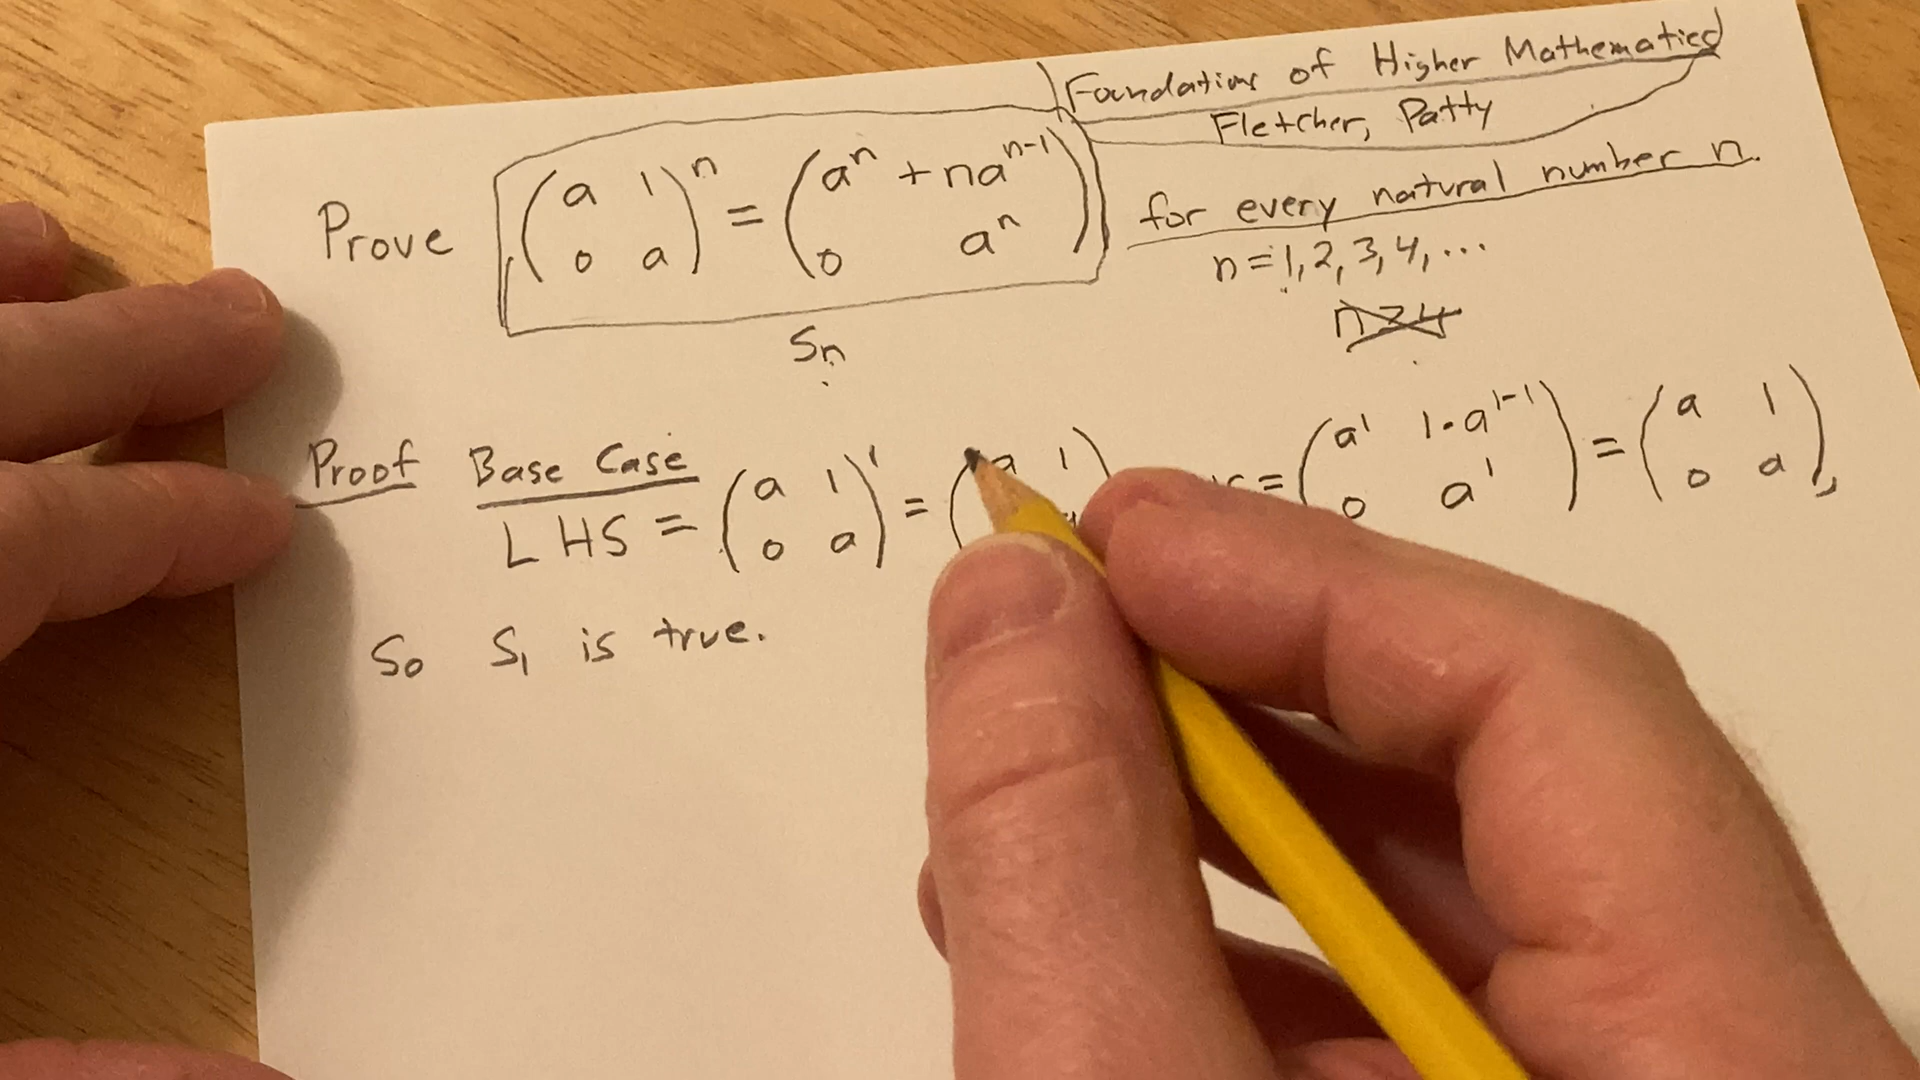 Foundations of Higher Mathematics
Fletcher, Patty
Prove (a 1; 0 a)^n = (a^n +na^{n-1}; 0 a^n) for every natural number n.
n = 1, 2, 3, 4, ...
Sn
Proof Base Case
LHS = (a 1; 0 a)^1 = (a 1 = (a^1 1·a^{1-1}; 0 a^1) = (a 1; 0 a),
So S_1 is true.